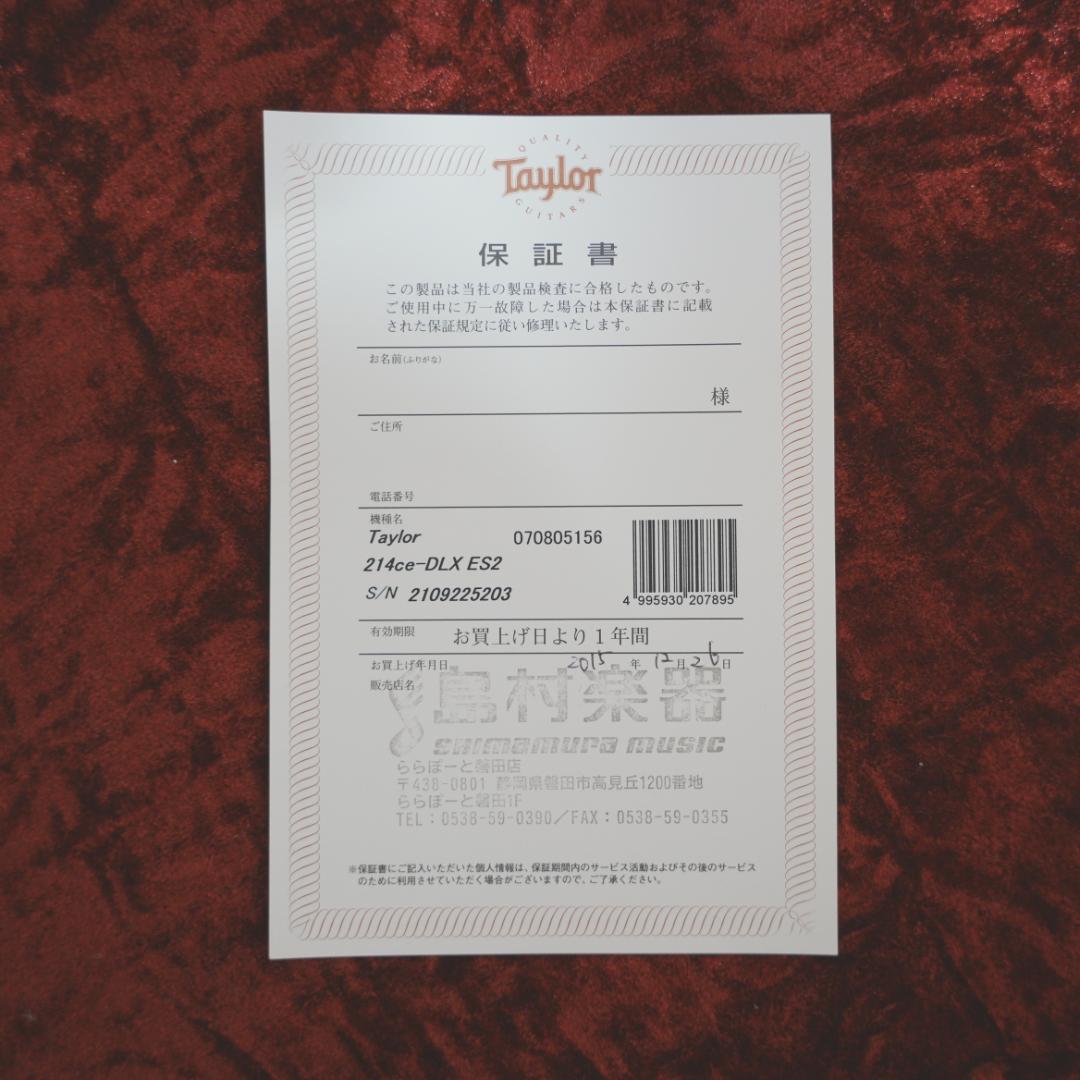 QUALITY
Taylor
GUITARS
保証書
この製品は当社の製品検査に合格したものです。
ご使用中に万一故障した場合は本保証書に記載
された保証規定に従い修理いたします。
お名前(ふりがな)
様
ご住所
電話番号
機種名
Taylor 070805156
214ce-DLX ES2
S/N 2109225203
4 995930 207895
有効期限 お買上げ日より1年間
お買上げ年月日 2015 年 12 月 26 日
販売店名 島村楽器
SHIMAMURA MUSIC
ららぽーと磐田店
〒438-0801 静岡県磐田市高見丘1200番地
ららぽーと磐田1F
TEL：0538-59-0390／FAX：0538-59-0355
※保証書にご記入いただいた個人情報は、保証期間内のサービス活動およびその後のサービス
のために利用させていただく場合がございますので、ご了承ください。